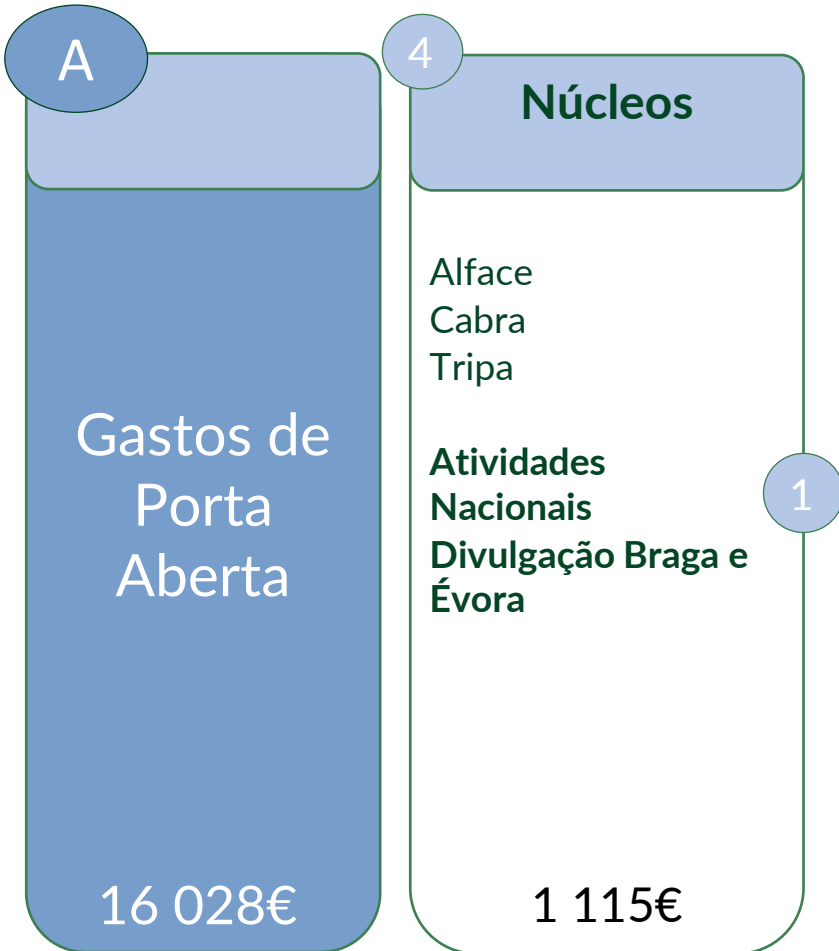 A
Gastos de
Porta
Aberta
16 028€
4
Núcleos
Alface
Cabra
Tripa
Atividades
Nacionais
Divulgação Braga e
Évora
1
1 115€